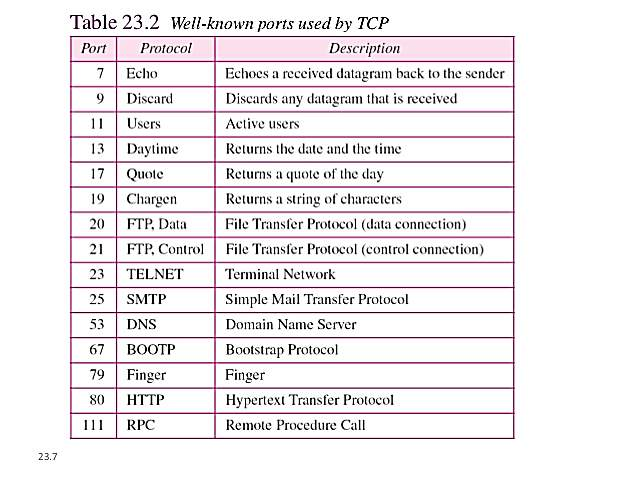 Table 23.2 Well-known ports used by TCP
Port Protocol Description
7 Echo Echoes a received datagram back to the sender
9 Discard Discards any datagram that is received
11 Users Active users
13 Daytime Returns the date and the time
17 Quote Returns a quote of the day
19 Chargen Returns a string of characters
20 FTP, Data File Transfer Protocol (data connection)
21 FTP, Control File Transfer Protocol (control connection)
23 TELNET Terminal Network
25 SMTP Simple Mail Transfer Protocol
53 DNS Domain Name Server
67 BOOTP Bootstrap Protocol
79 Finger Finger
80 HTTP Hypertext Transfer Protocol
111 RPC Remote Procedure Call
23.7